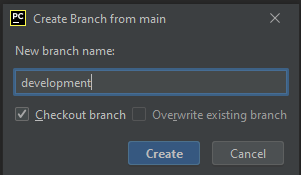 PC Create Branch from main
New branch name:
development
Checkout branch Overwrite existing branch
Create Cancel